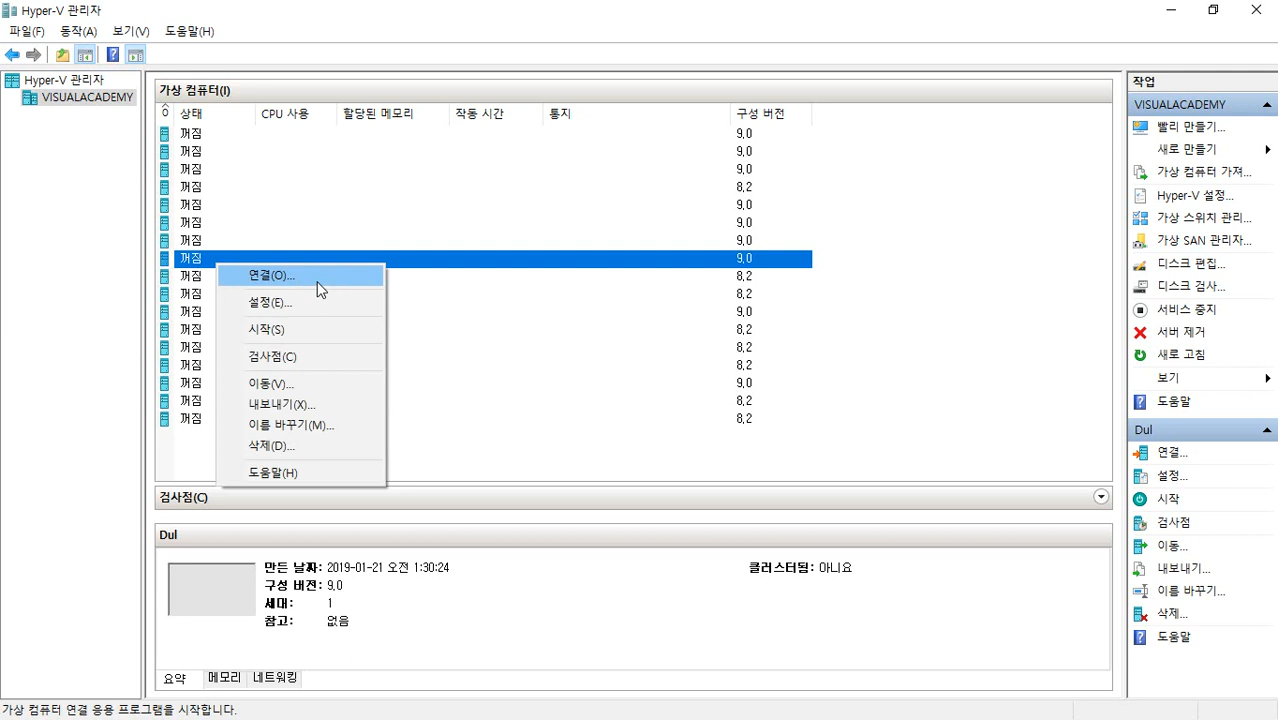 Hyper-V 관리자
파일(F) 동작(A) 보기(V) 도움말(H)
Hyper-V 관리자
VISUALACADEMY
가상 컴퓨터(I)
상태 CPU 사용 할당된 메모리 작동 시간 통지 구성 버전
꺼짐 9.0
꺼짐 9.0
꺼짐 9.0
꺼짐 8.2
꺼짐 9.0
꺼짐 9.0
꺼짐 9.0
꺼짐 9.0
꺼짐 8.2
꺼짐 8.2
꺼짐 9.0
꺼짐 8.2
꺼짐 8.2
꺼짐 8.2
꺼짐 9.0
꺼짐 8.2
꺼짐 8.2
연결(O)...
설정(E)...
시작(S)
검사점(C)
이동(V)...
내보내기(X)...
이름 바꾸기(M)...
삭제(D)...
도움말(H)
검사점(C)
Dul
만든 날짜: 2019-01-21 오전 1:30:24 클러스터됨: 아니요
구성 버전: 9.0
세대: 1
참고: 없음
요약 메모리 네트워킹
작업
VISUALACADEMY
빨리 만들기...
새로 만들기
가상 컴퓨터 가져...
Hyper-V 설정...
가상 스위치 관리...
가상 SAN 관리자...
디스크 편집...
디스크 검사...
서비스 중지
서버 제거
새로 고침
보기
도움말
Dul
연결...
설정...
시작
검사점
이동...
내보내기...
이름 바꾸기...
삭제...
도움말
가상 컴퓨터 연결 응용 프로그램을 시작합니다.